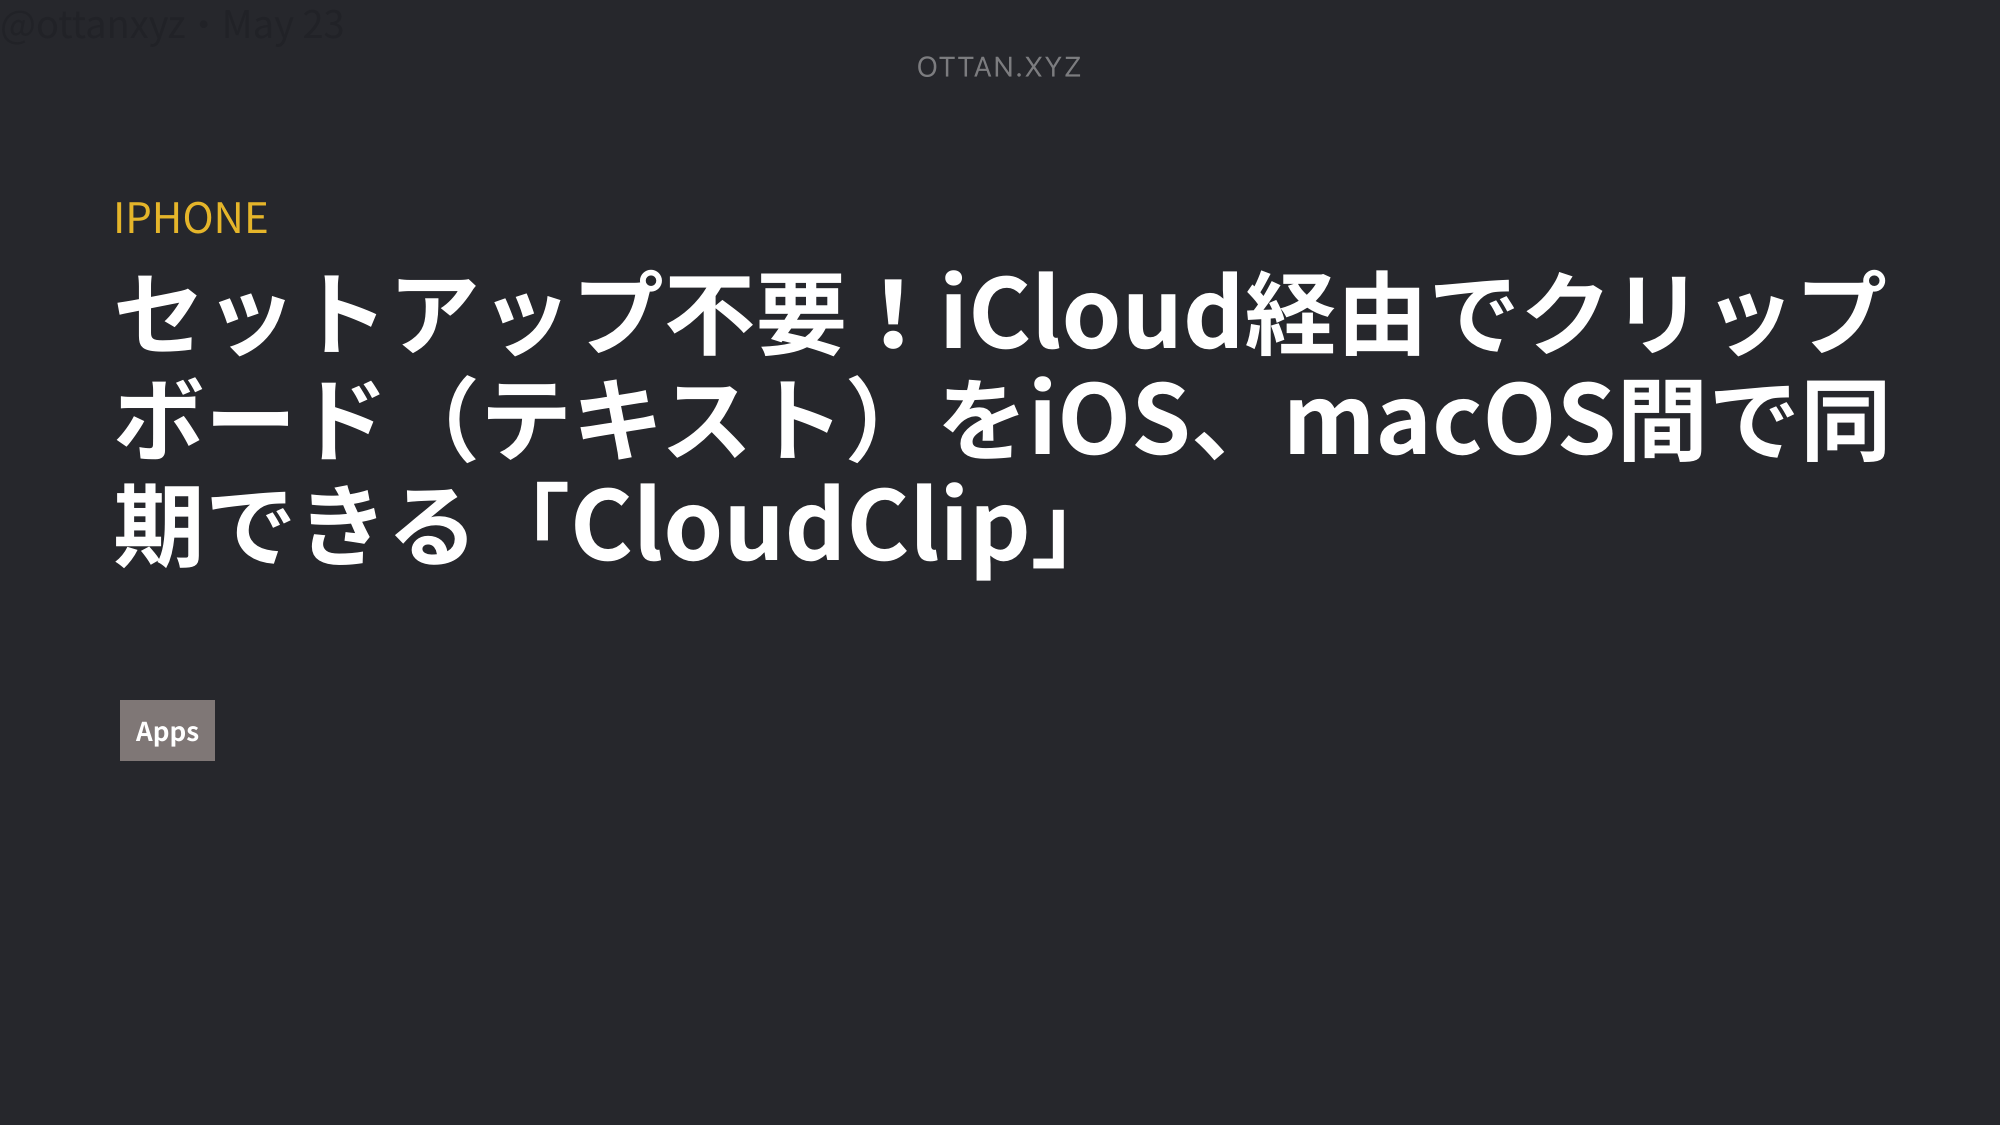 @ottanxyz・May 23
OTTAN.XYZ
IPHONE
セットアップ不要！iCloud経由でクリップ
ボード（テキスト）をiOS、macOS間で同
期できる「CloudClip」
Apps